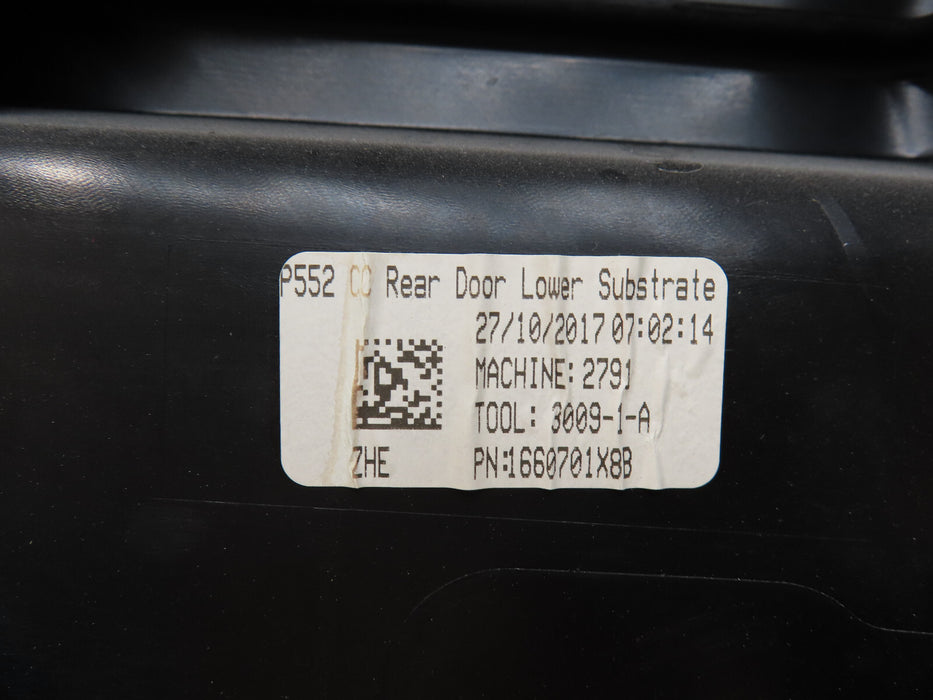 P552 CC Rear Door Lower Substrate
27/10/2017 07:02:14
MACHINE: 2791
TOOL: 3009-1-A
ZHE PN:1660701X8B